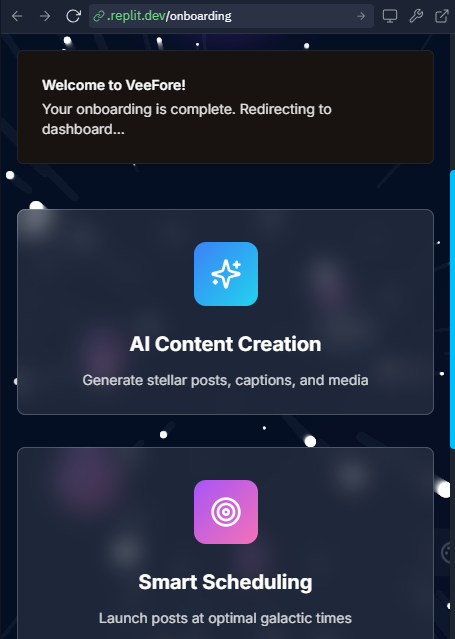 .replit.dev/onboarding
Welcome to VeeFore!
Your onboarding is complete. Redirecting to
dashboard...
AI Content Creation
Generate stellar posts, captions, and media
Smart Scheduling
Launch posts at optimal galactic times